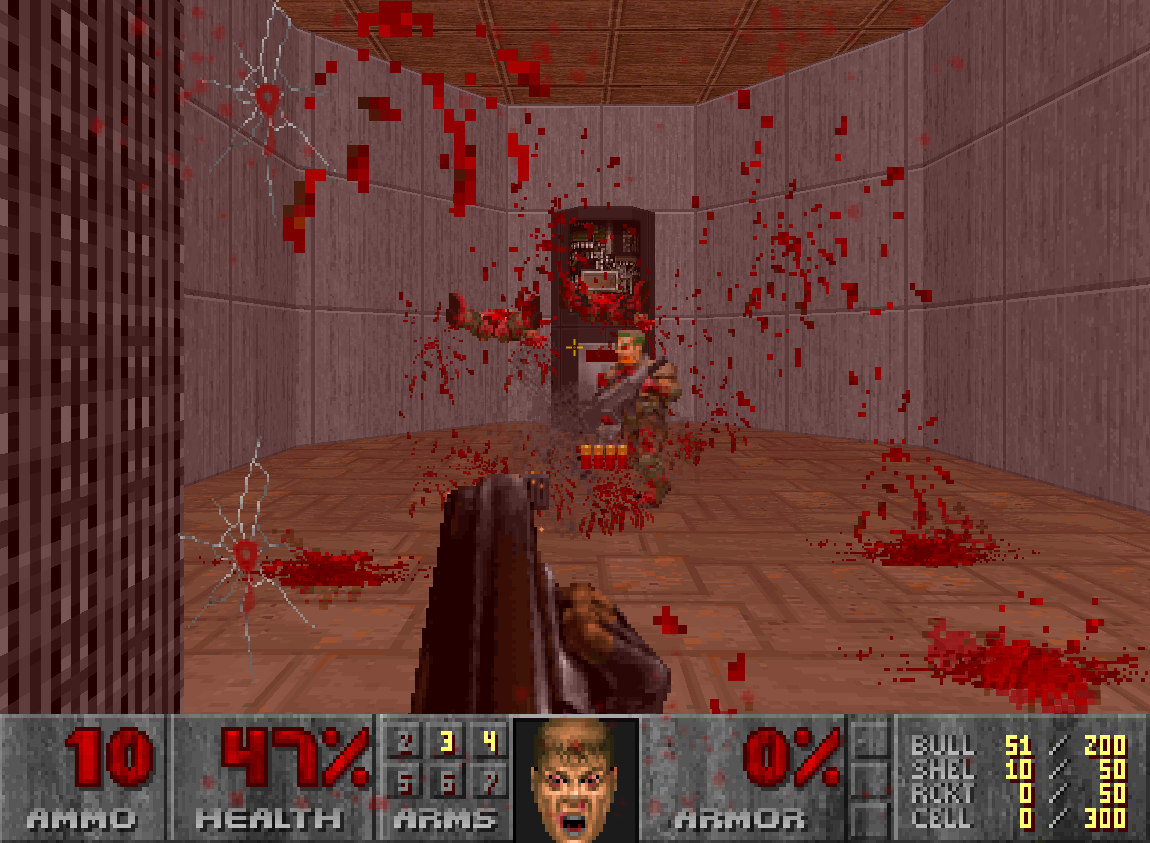 10 47% 2 3 4 0% BULL 51 / 200
5 6 7 SHEL 10 / 50
RCKT 0 / 50
AMMO HEALTH ARMS ARMOR CELL 0 / 300